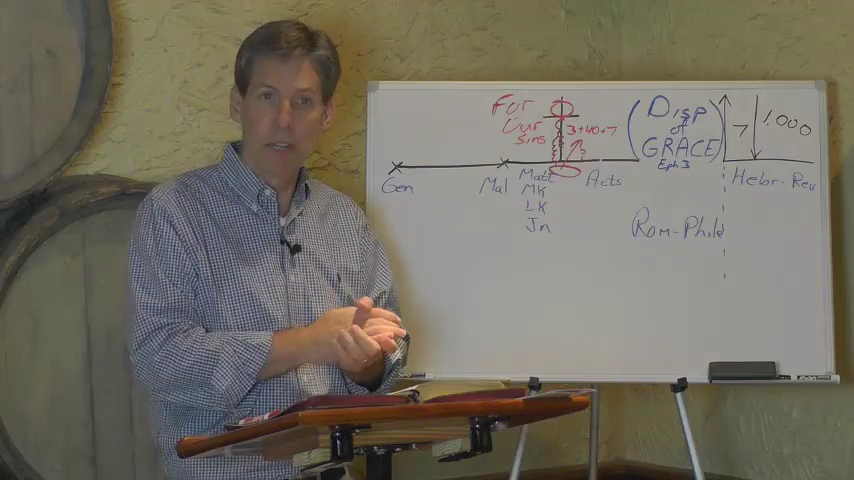 For
Our
sins
3+40+7
(Disp
of
GRACE)
Eph 3
7
1,000
Gen
Mal
Matt
MK
LK
Jn
Acts
Hebr-Rev
Rom-Phile